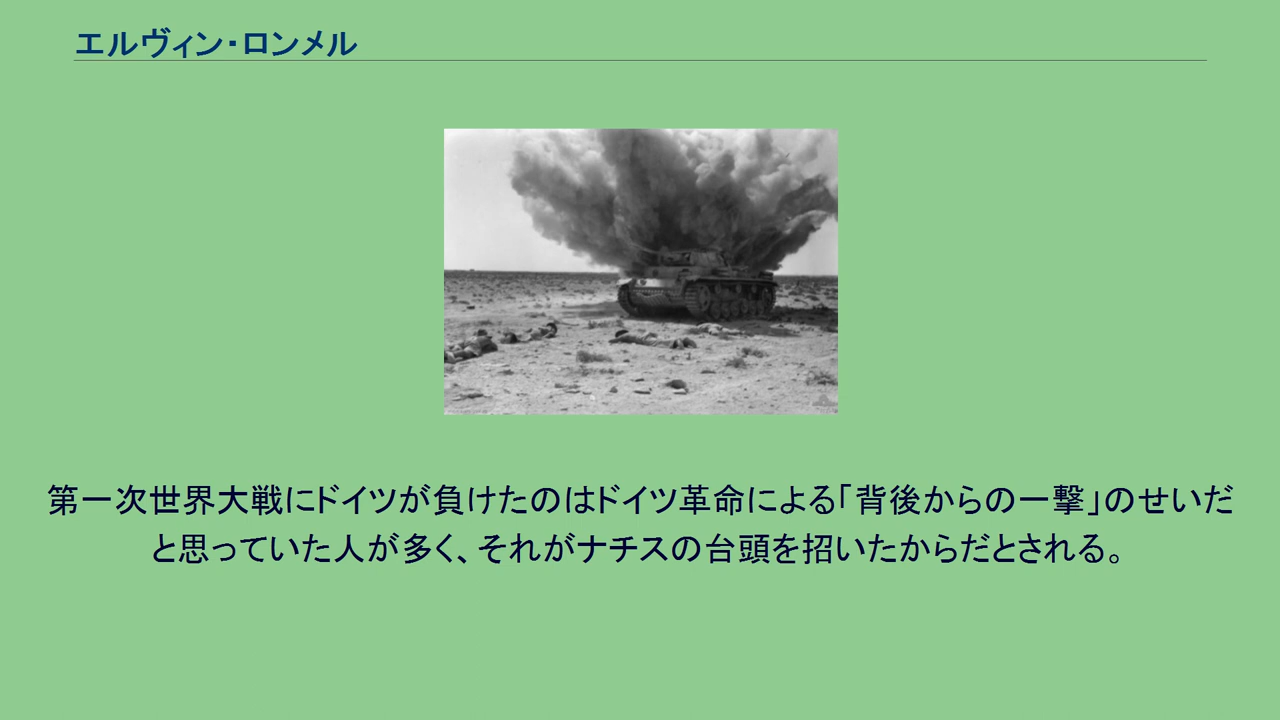 エルヴィン・ロンメル
第一次世界大戦にドイツが負けたのはドイツ革命による「背後からの一撃」のせいだ
と思っていた人が多く、それがナチスの台頭を招いたからだとされる。